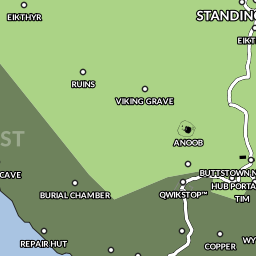 STANDING
EIKTHYR
EIKT
RUINS
VIKING GRAVE
ANOOB
ST
BUTTSTOWN N
CAVE
HUB PORTA
BURIAL CHAMBER
QWIKSTOP™
TIM
REPAIR HUT
COPPER
WY